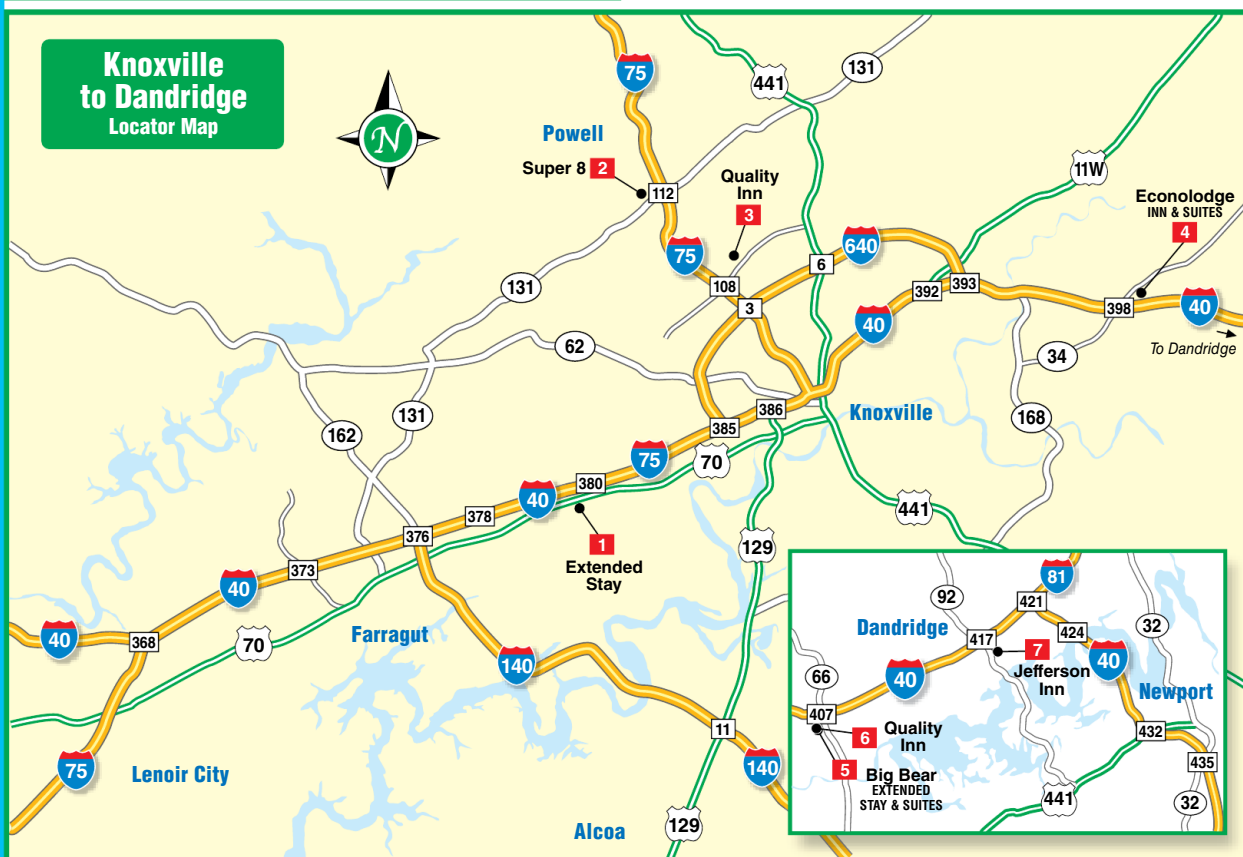 Knoxville
to Dandridge
Locator Map
N
75
441
131
Powell
Super 8 2
112
Quality
Inn
3
11W
Econolodge
INN & SUITES
4
75
640
6
108
3
131
392
393
398
40
40
To Dandridge
62
34
131
162
386
385
Knoxville
168
75
70
380
40
378
376
441
1
Extended
Stay
129
373
40
40
368
70
Farragut
140
11
75
Lenoir City
140
129
Alcoa
81
92
421
Dandridge
417
424
32
7
Jefferson
Inn
40
40
66
Newport
407
6 Quality
Inn
432
5 Big Bear
EXTENDED
STAY & SUITES
435
441
32